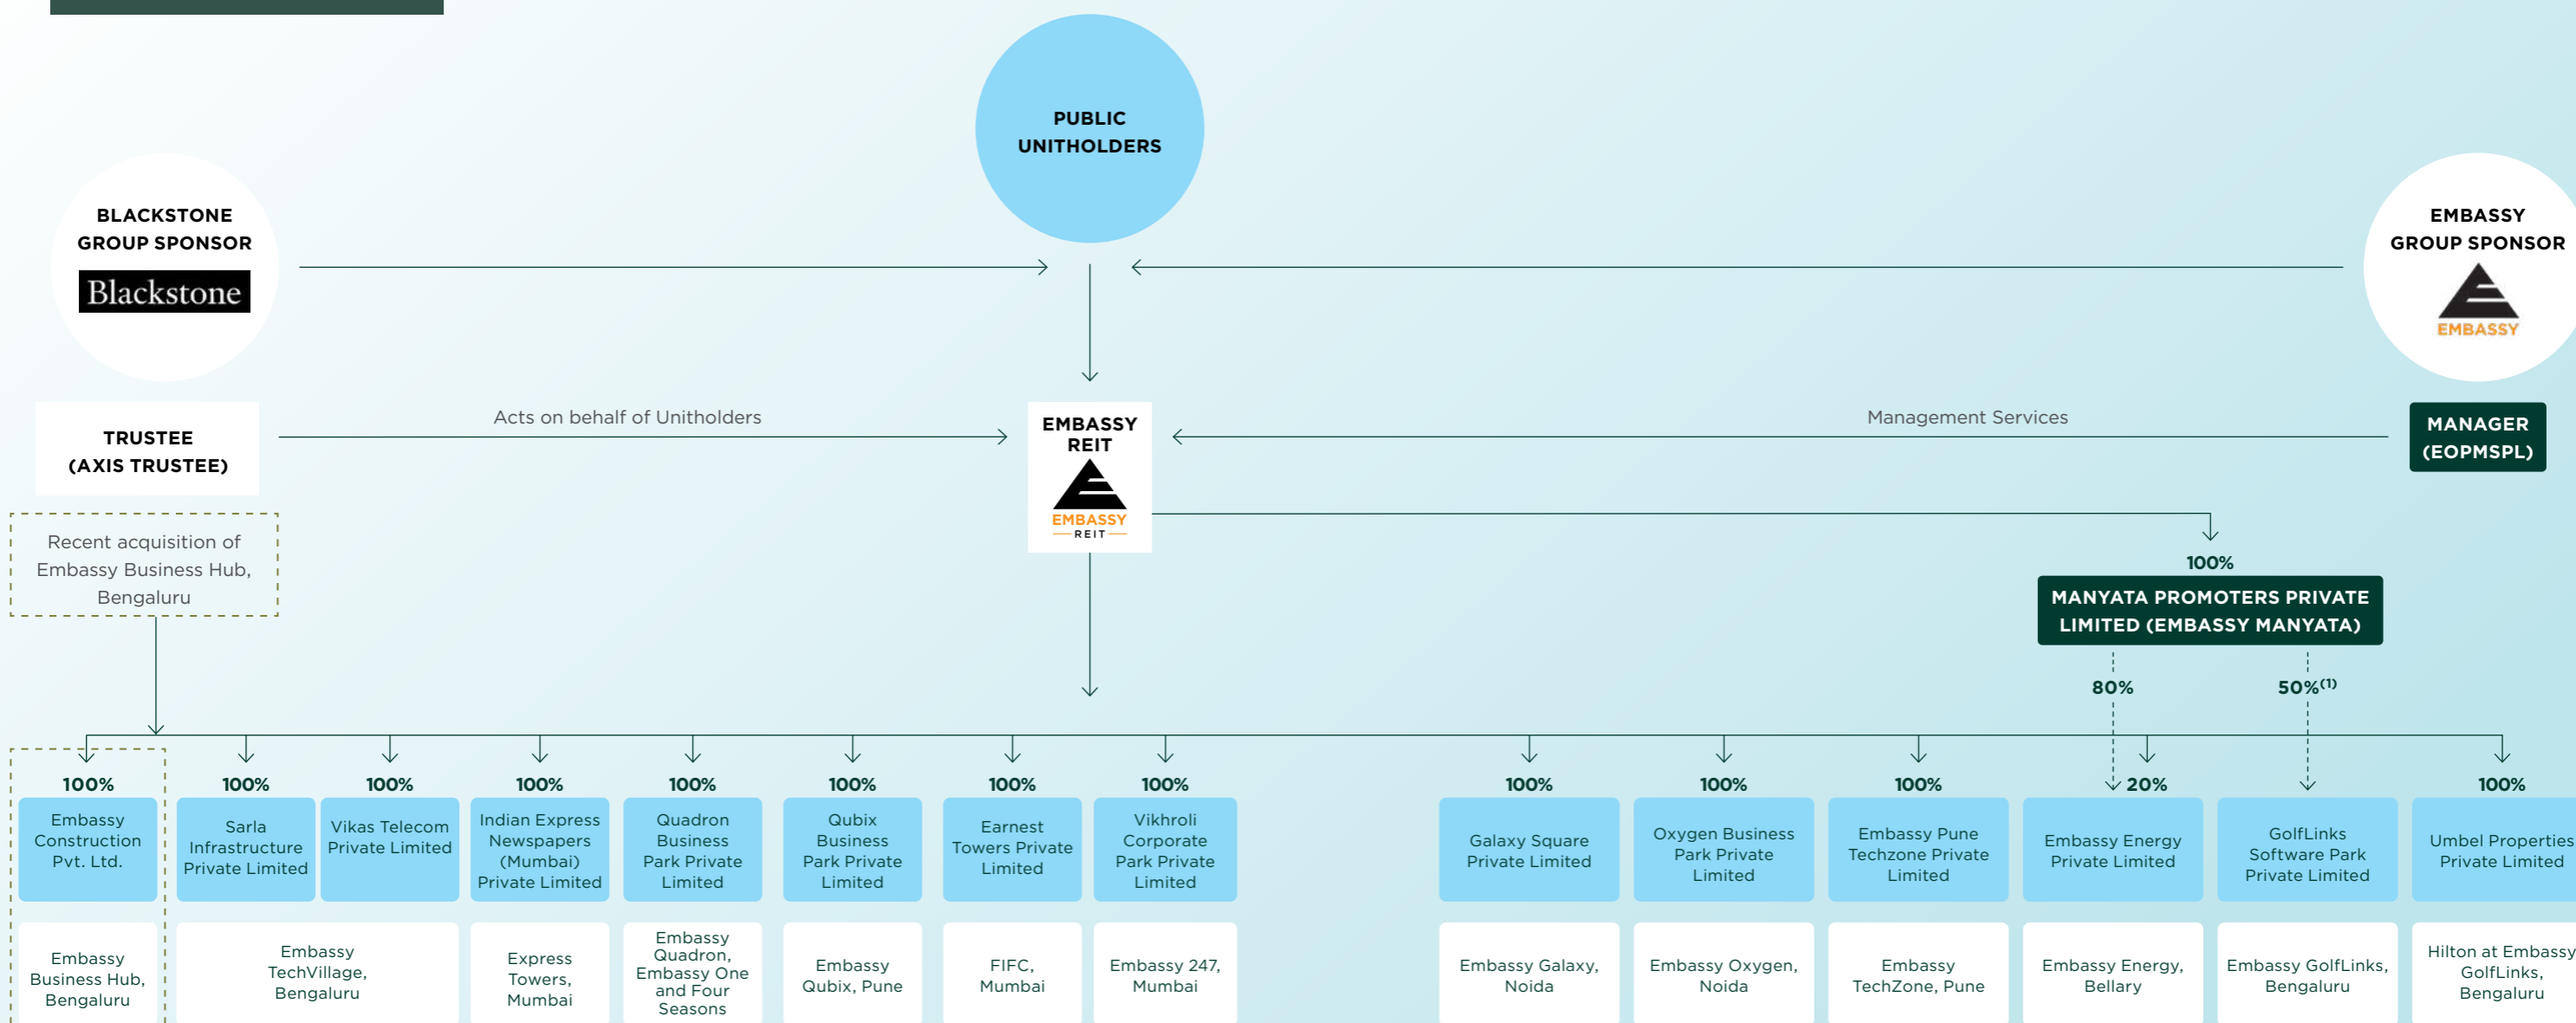 PUBLIC
UNITHOLDERS
BLACKSTONE
GROUP SPONSOR
Blackstone
EMBASSY
GROUP SPONSOR
EMBASSY
TRUSTEE
(AXIS TRUSTEE)
Acts on behalf of Unitholders
EMBASSY
REIT
EMBASSY
REIT
Management Services
MANAGER
(EOPMSPL)
Recent acquisition of
Embassy Business Hub,
Bengaluru
100%
MANYATA PROMOTERS PRIVATE
LIMITED (EMBASSY MANYATA)
80%
50%(1)
100%
Embassy
Construction
Pvt. Ltd.
100%
Sarla
Infrastructure
Private Limited
100%
Vikas Telecom
Private Limited
100%
Indian Express
Newspapers
(Mumbai)
Private Limited
100%
Quadron
Business
Park Private
Limited
100%
Qubix
Business
Park Private
Limited
100%
Earnest
Towers Private
Limited
100%
Vikhroli
Corporate
Park Private
Limited
100%
Galaxy Square
Private Limited
100%
Oxygen Business
Park Private
Limited
100%
Embassy Pune
Techzone Private
Limited
20%
Embassy Energy
Private Limited
GolfLinks
Software Park
Private Limited
100%
Umbel Properties
Private Limited
Embassy
Business Hub,
Bengaluru
Embassy
TechVillage,
Bengaluru
Express
Towers,
Mumbai
Embassy
Quadron,
Embassy One
and Four
Seasons
Embassy
Qubix, Pune
FIFC,
Mumbai
Embassy 247,
Mumbai
Embassy Galaxy,
Noida
Embassy Oxygen,
Noida
Embassy
TechZone, Pune
Embassy Energy,
Bellary
Embassy GolfLinks,
Bengaluru
Hilton at Embassy
GolfLinks,
Bengaluru